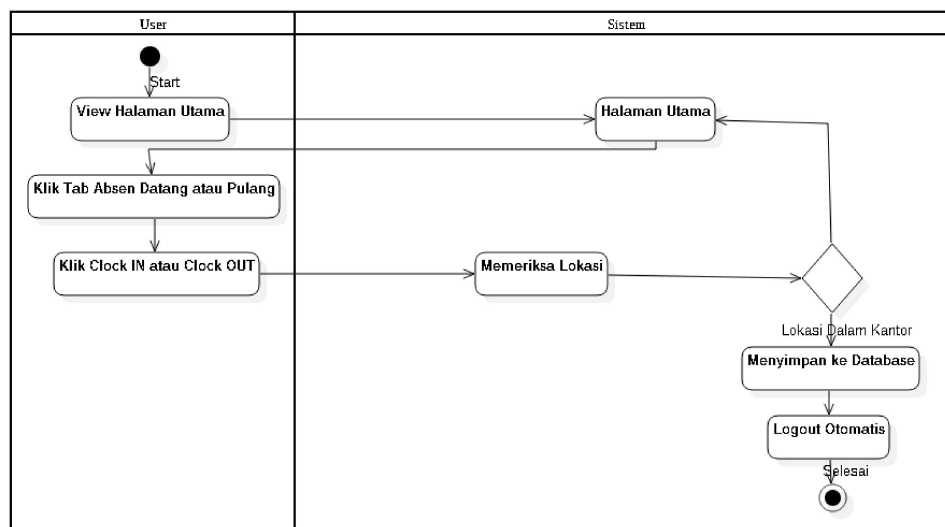 User
Sistem
Start
View Halaman Utama
Halaman Utama
Klik Tab Absen Datang atau Pulang
Klik Clock IN atau Clock OUT
Memeriksa Lokasi
Lokasi Dalam Kantor
Menyimpan ke Database
Logout Otomatis
Selesai